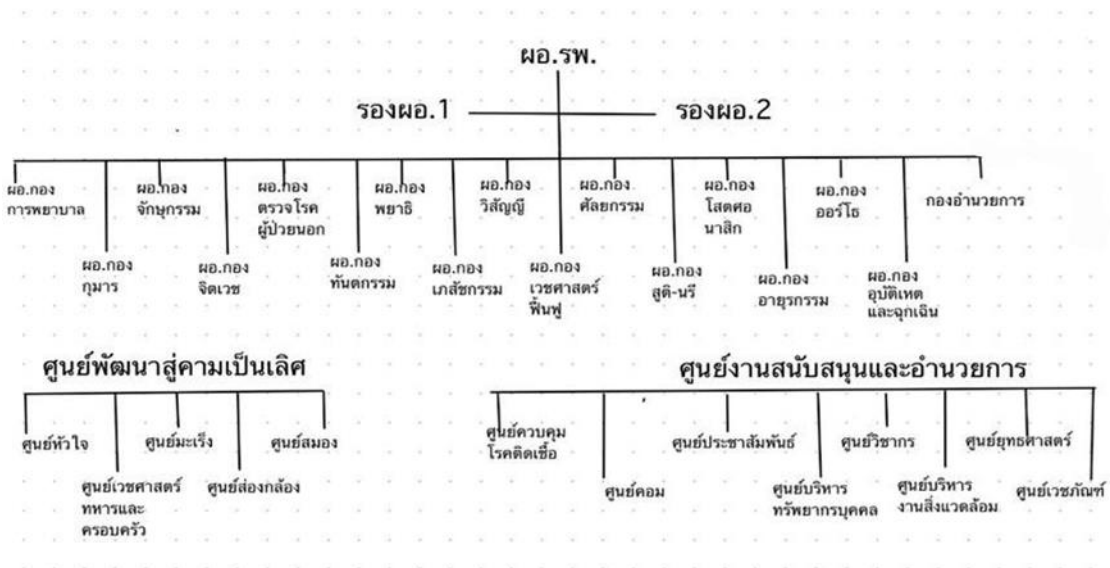 ผอ.รพ.
รองผอ.1
รองผอ.2
ผอ.กอง
การพยาบาล
ผอ.กอง
กุมาร
ผอ.กอง
จักษุกรรม
ผอ.กอง
จิตเวช
ผอ.กอง
ตรวจโรค
ผู้ป่วยนอก
ผอ.กอง
ทันตกรรม
ผอ.กอง
พยาธิ
ผอ.กอง
เภสัชกรรม
ผอ.กอง
วิสัญญี
ผอ.กอง
เวชศาสตร์
ฟื้นฟู
ผอ.กอง
ศัลยกรรม
ผอ.กอง
สูติ-นรี
ผอ.กอง
โสตศอ
นาสิก
ผอ.กอง
อายุรกรรม
ผอ.กอง
ออร์โธ
ผอ.กอง
อุบัติเหต
และฉุกเฉิน
กองอำนวยการ
ศูนย์พัฒนาสู่คามเป็นเลิศ
ศูนย์หัวใจ
ศูนย์เวชศาสตร์
ทหารและ
ครอบครัว
ศูนย์มะเร็ง
ศูนย์ส่องกล้อง
ศูนย์สมอง
ศูนย์งานสนับสนุนและอำนวยการ
ศูนย์ควบคุม
โรคติดเชื้อ
ศูนย์คอม
ศูนย์ประชาสัมพันธ์
ศูนย์บริหาร
ทรัพยากรบุคคล
ศูนย์วิชากร
ศูนย์บริหาร
งานสิ่งแวดล้อม
ศูนย์ยุทธศาสตร์
ศูนย์เวชภัณฑ์